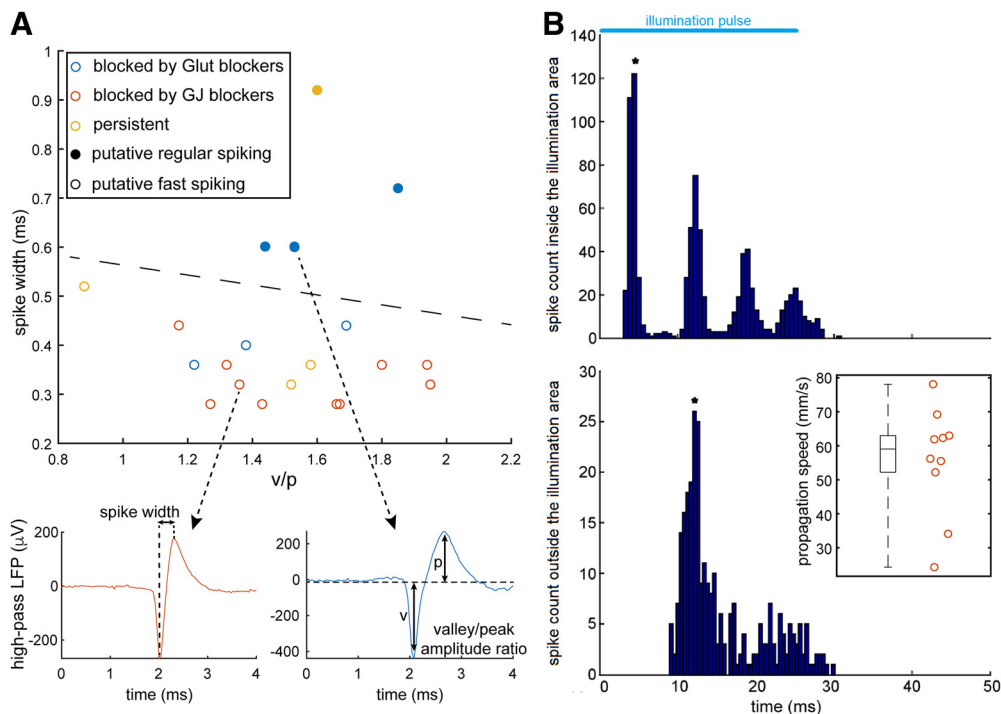 A
1
0.9
0.8
0.7
0.6
0.5
0.4
0.3
0.2
spike width (ms)
blocked by Glut blockers
blocked by GJ blockers
persistent
putative regular spiking
putative fast spiking
0.8 1 1.2 1.4 1.6 1.8 2 2.2
v/p
spike width
200
0
-200
high-pass LFP (μV)
0 1 2 3 4
time (ms)
200
0
-200
-400
p
v
valley/peak
amplitude ratio
0 1 2 3 4
time (ms)
B
illumination pulse
140
120
100
80
60
40
20
0
spike count inside the illumination area
*
0 10 20 30 40 50
30
25
20
15
10
5
0
spike count outside the illumination area
*
80
70
60
50
40
30
propagation speed (mm/s)
0 10 20 30 40 50
time (ms)